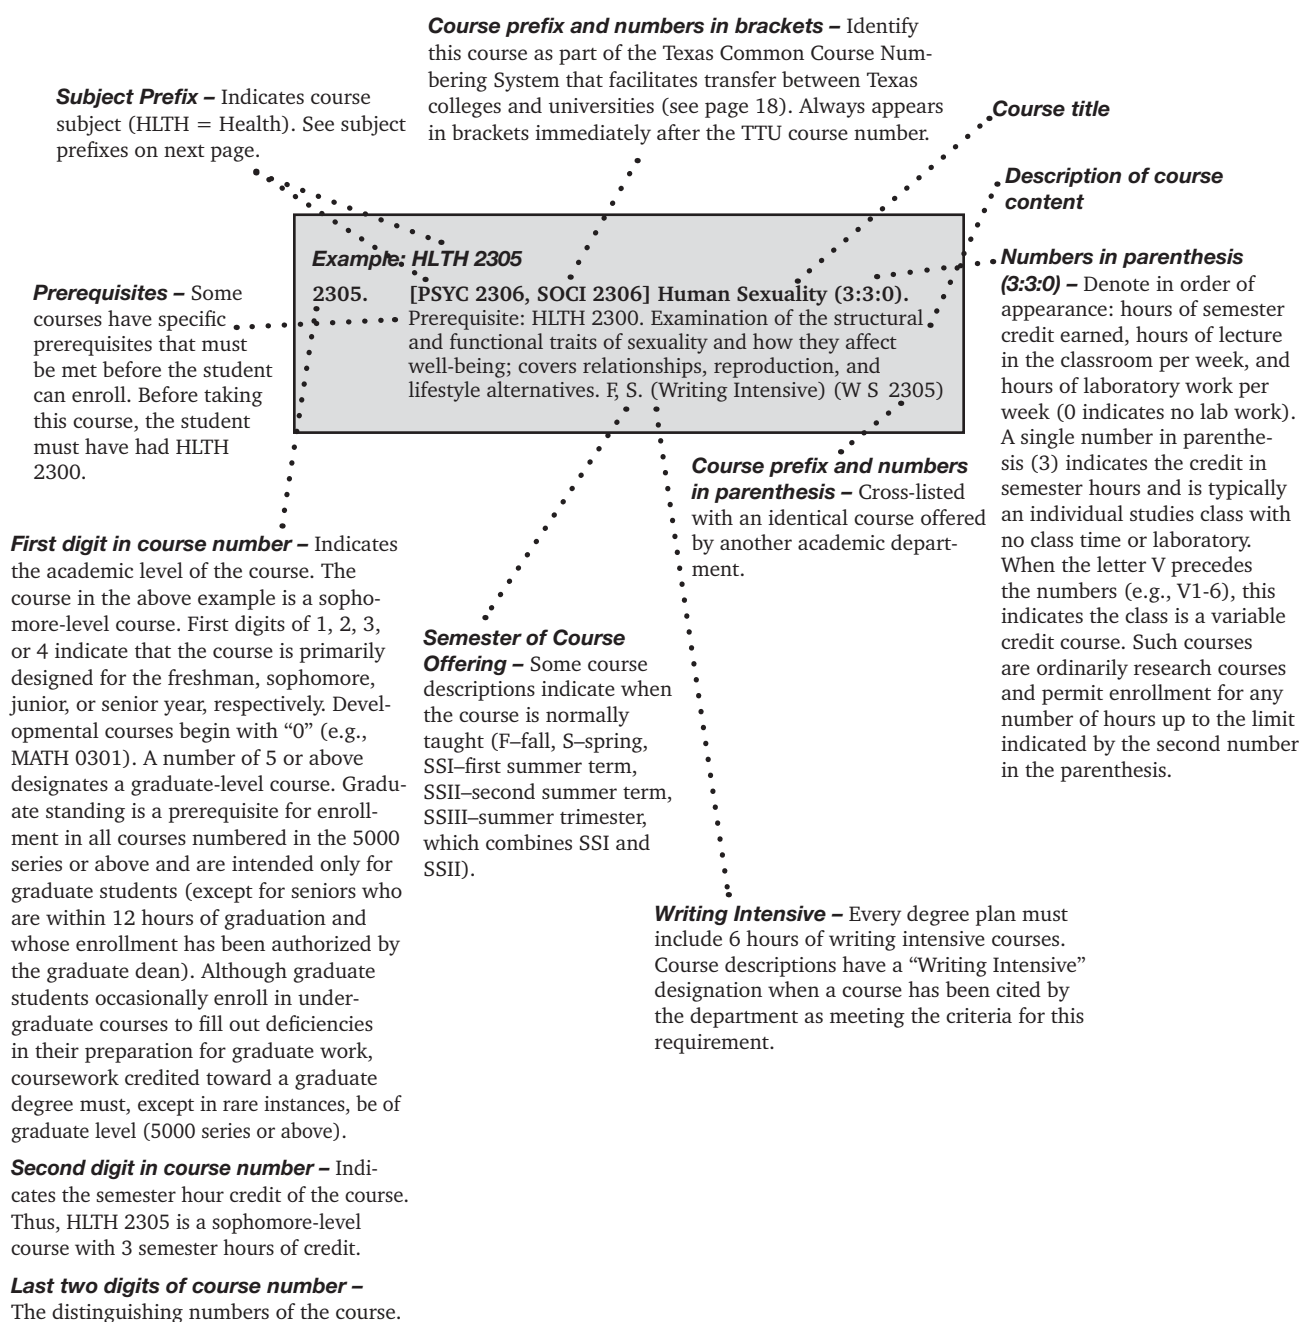 Course prefix and numbers in brackets – Identify
this course as part of the Texas Common Course Num-
bering System that facilitates transfer between Texas
colleges and universities (see page 18). Always appears
in brackets immediately after the TTU course number.
Subject Prefix – Indicates course
subject (HLTH = Health). See subject
prefixes on next page.
Course title
Description of course
content
Example: HLTH 2305
2305. [PSYC 2306, SOCI 2306] Human Sexuality (3:3:0).
Prerequisite: HLTH 2300. Examination of the structural
and functional traits of sexuality and how they affect
well-being; covers relationships, reproduction, and
lifestyle alternatives. F, S. (Writing Intensive) (W S 2305)
Prerequisites – Some
courses have specific
prerequisites that must
be met before the student
can enroll. Before taking
this course, the student
must have had HLTH
2300.
Numbers in parenthesis
(3:3:0) – Denote in order of
appearance: hours of semester
credit earned, hours of lecture
in the classroom per week, and
hours of laboratory work per
week (0 indicates no lab work).
A single number in parenthe-
sis (3) indicates the credit in
semester hours and is typically
an individual studies class with
no class time or laboratory.
When the letter V precedes
the numbers (e.g., V1-6), this
indicates the class is a variable
credit course. Such courses
are ordinarily research courses
and permit enrollment for any
number of hours up to the limit
indicated by the second number
in the parenthesis.
Course prefix and numbers
in parenthesis – Cross-listed
with an identical course offered
by another academic depart-
ment.
First digit in course number – Indicates
the academic level of the course. The
course in the above example is a sopho-
more-level course. First digits of 1, 2, 3,
or 4 indicate that the course is primarily
designed for the freshman, sophomore,
junior, or senior year, respectively. Devel-
opmental courses begin with “0” (e.g.,
MATH 0301). A number of 5 or above
designates a graduate-level course. Gradu-
ate standing is a prerequisite for enroll-
ment in all courses numbered in the 5000
series or above and are intended only for
graduate students (except for seniors who
are within 12 hours of graduation and
whose enrollment has been authorized by
the graduate dean). Although graduate
students occasionally enroll in under-
graduate courses to fill out deficiencies
in their preparation for graduate work,
coursework credited toward a graduate
degree must, except in rare instances, be of
graduate level (5000 series or above).
Second digit in course number – Indi-
cates the semester hour credit of the course.
Thus, HLTH 2305 is a sophomore-level
course with 3 semester hours of credit.
Last two digits of course number –
The distinguishing numbers of the course.
Semester of Course
Offering – Some course
descriptions indicate when
the course is normally
taught (F–fall, S–spring,
SSI–first summer term,
SSII–second summer term,
SSIII–summer trimester,
which combines SSI and
SSII).
Writing Intensive – Every degree plan must
include 6 hours of writing intensive courses.
Course descriptions have a “Writing Intensive”
designation when a course has been cited by
the department as meeting the criteria for this
requirement.